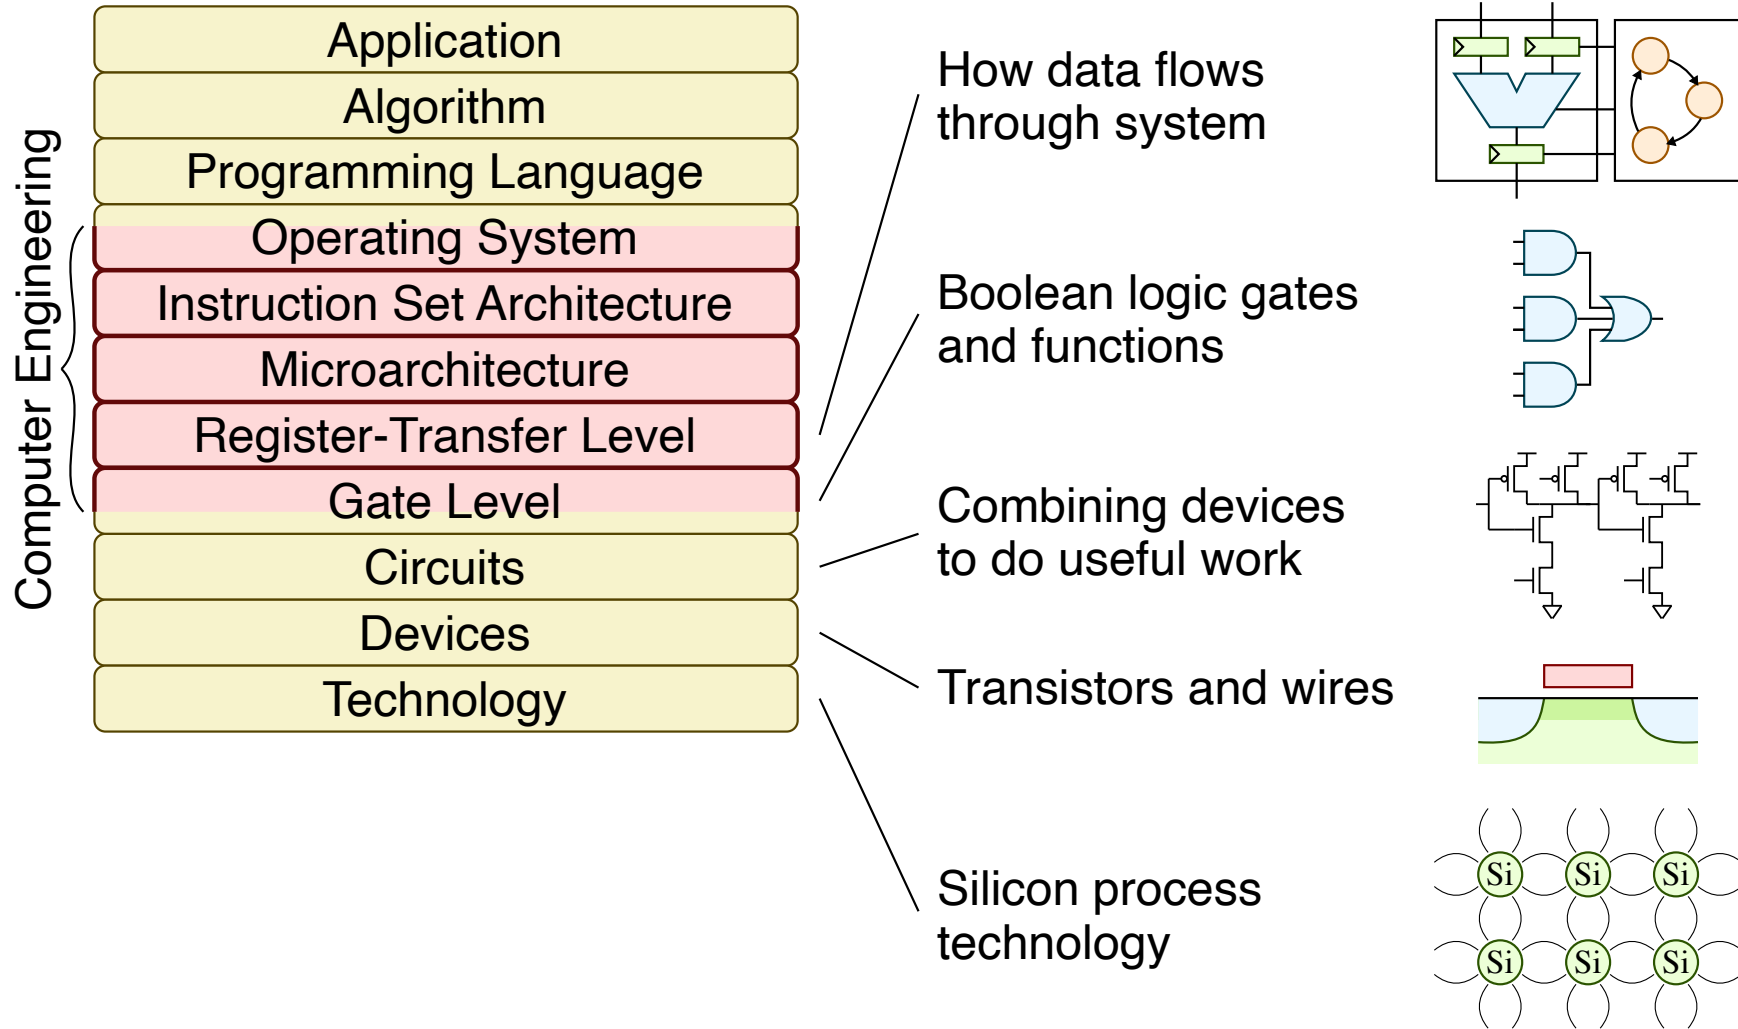 Computer Engineering
Application
Algorithm
Programming Language
Operating System
Instruction Set Architecture
Microarchitecture
Register-Transfer Level
Gate Level
Circuits
Devices
Technology
How data flows
through system
Boolean logic gates
and functions
Combining devices
to do useful work
Transistors and wires
Silicon process
technology
Si Si Si
Si Si Si